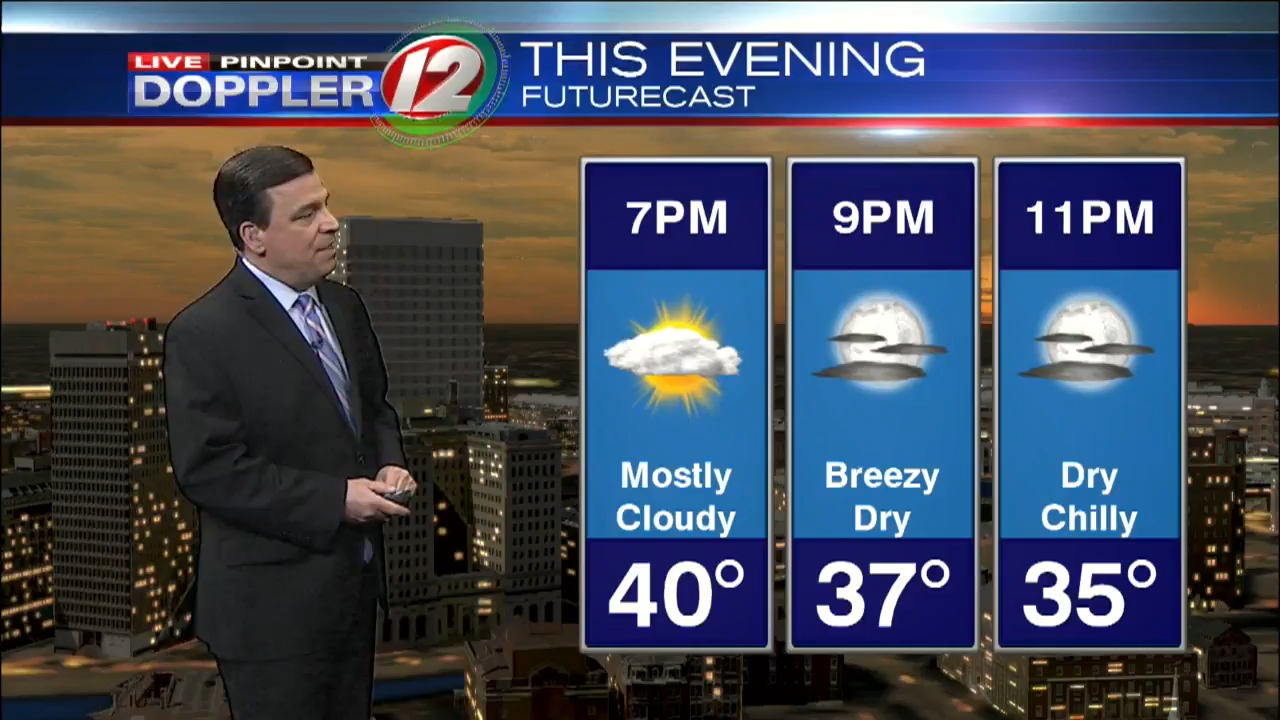 LIVE PINPOINT
DOPPLER 12
THIS EVENING
FUTURECAST
7PM
Mostly
Cloudy
40°
9PM
Breezy
Dry
37°
11PM
Dry
Chilly
35°